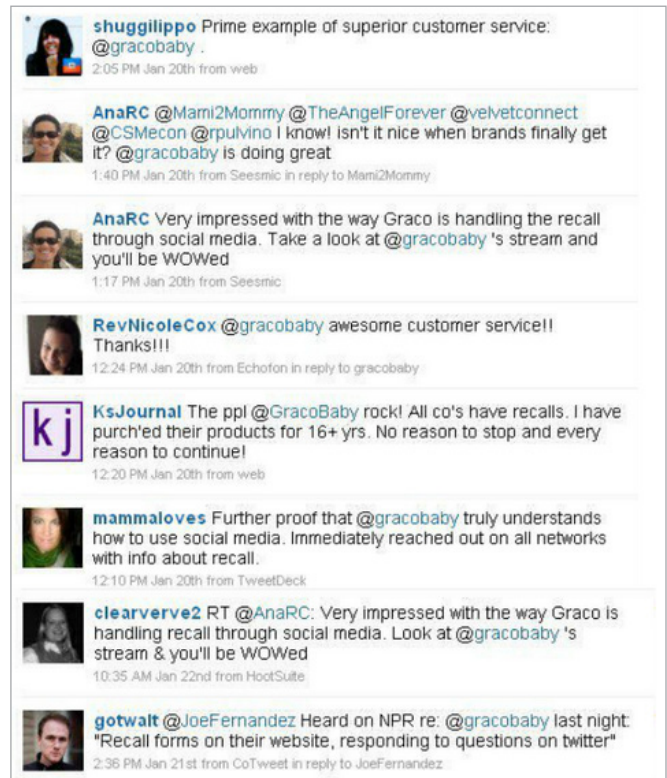 shuggilippo Prime example of superior customer service:
@gracobaby .
2:05 PM Jan 20th from web
AnaRC @Mami2Mommy @TheAngelForever @velvetconnect
@CSMecon @rpulvino I know! isn't it nice when brands finally get
it? @gracobaby is doing great
1:40 PM Jan 20th from Seesmic in reply to Mami2Mommy
AnaRC Very impressed with the way Graco is handling the recall
through social media. Take a look at @gracobaby 's stream and
you'll be WOWed
1:17 PM Jan 20th from Seesmic
RevNicoleCox @gracobaby awesome customer service!!
Thanks!!!
12:24 PM Jan 20th from Echofon in reply to gracobaby
kj
KsJournal The ppl @GracoBaby rock! All co's have recalls. I have
purch'ed their products for 16+ yrs. No reason to stop and every
reason to continue!
12:20 PM Jan 20th from web
mammaloves Further proof that @gracobaby truly understands
how to use social media. Immediately reached out on all networks
with info about recall.
12:10 PM Jan 20th from TweetDeck
clearverve2 RT @AnaRC: Very impressed with the way Graco is
handling recall through social media. Look at @gracobaby 's
stream & you'll be WOWed
10:35 AM Jan 22nd from HootSuite
gotwalt @JoeFernandez Heard on NPR re: @gracobaby last night:
"Recall forms on their website, responding to questions on twitter"
2:36 PM Jan 21st from CoTweet in reply to JoeFernandez